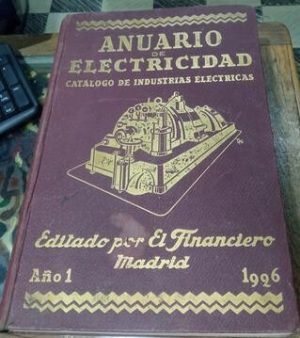 ANUARIO
DE
ELECTRICIDAD
CATALOGO DE INDUSTRIAS ELECTRICAS
Editado por El Financiero
Madrid
Año 1 1926